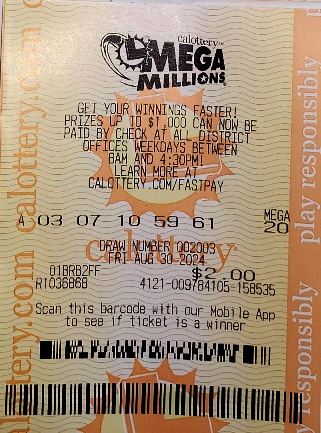 calottery
MEGA
MILLIONS
GET YOUR WINNINGS FASTER!
PRIZES UP TO $1,000 CAN NOW BE
PAID BY CHECK AT ALL DISTRICT
OFFICES WEEKDAYS BETWEEN
8AM AND 4:30PM!
LEARN MORE AT
CALOTTERY.COM/FASTPAY
A 03 07 10 59 61 MEGA 20
DRAW NUMBER 002003
FRI AUG 30 2024
$2.00
01BRB2FF
R1036868 4121-009784105-158535
Scan this barcode with our Mobile App
to see if ticket is a winner
calottery.com
play responsibly
responsibly
calottery